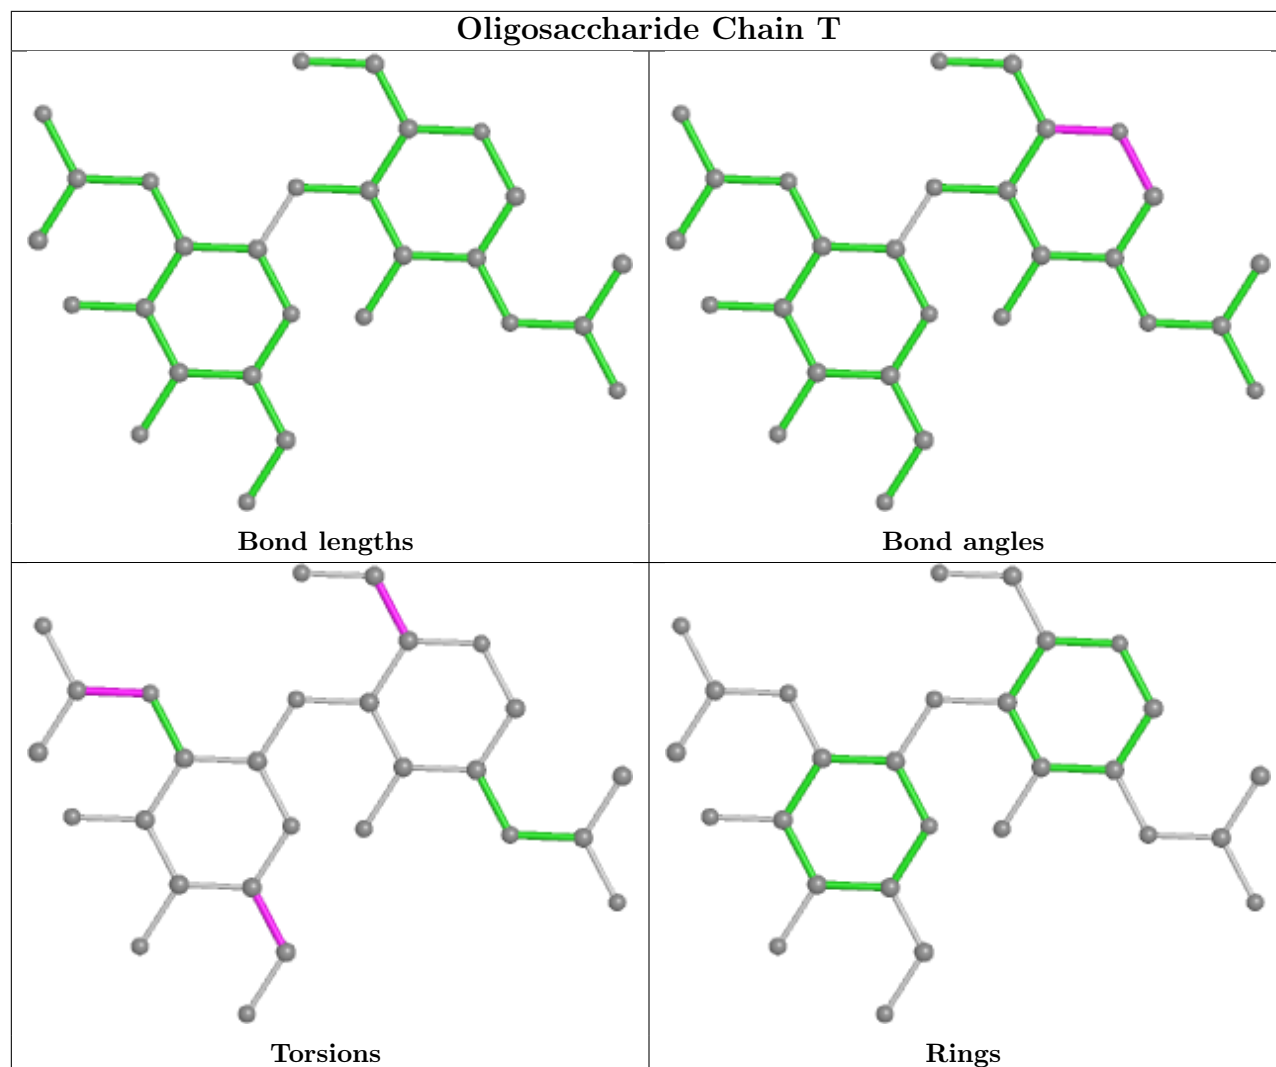 Oligosaccharide Chain T
Bond lengths
Bond angles
Torsions
Rings